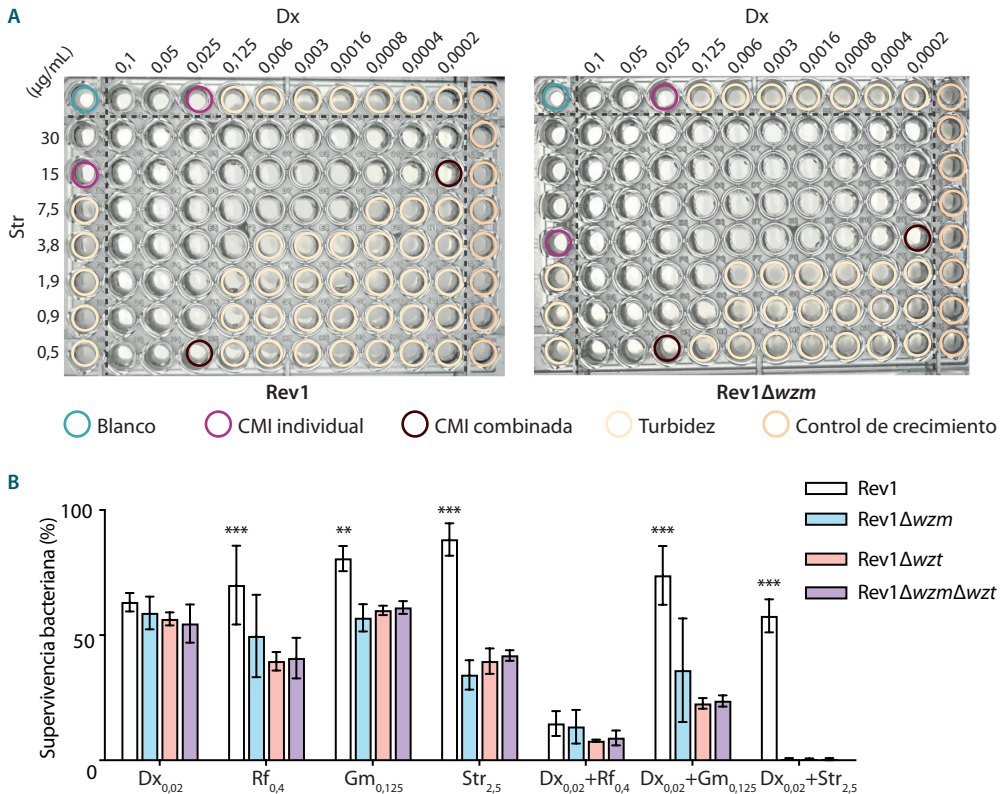 A
Dx
Dx
(µg/mL)
0,1 0,05 0,025 0,125 0,006 0,003 0,0016 0,0008 0,0004 0,0002
0,1 0,05 0,025 0,125 0,006 0,003 0,0016 0,0008 0,0004 0,0002
Str
30
15
7,5
3,8
1,9
0,9
0,5
Rev1
Rev1Δwzm
Blanco
CMI individual
CMI combinada
Turbidez
Control de crecimiento
B
Supervivencia bacteriana (%)
100
50
0
*** ** *** *** ***
Rev1
Rev1Δwzm
Rev1Δwzt
Rev1ΔwzmΔwzt
Dx0,02 Rf0,4 Gm0,125 Str2,5 Dx0,02+Rf0,4 Dx0,02+Gm0,125 Dx0,02+Str2,5